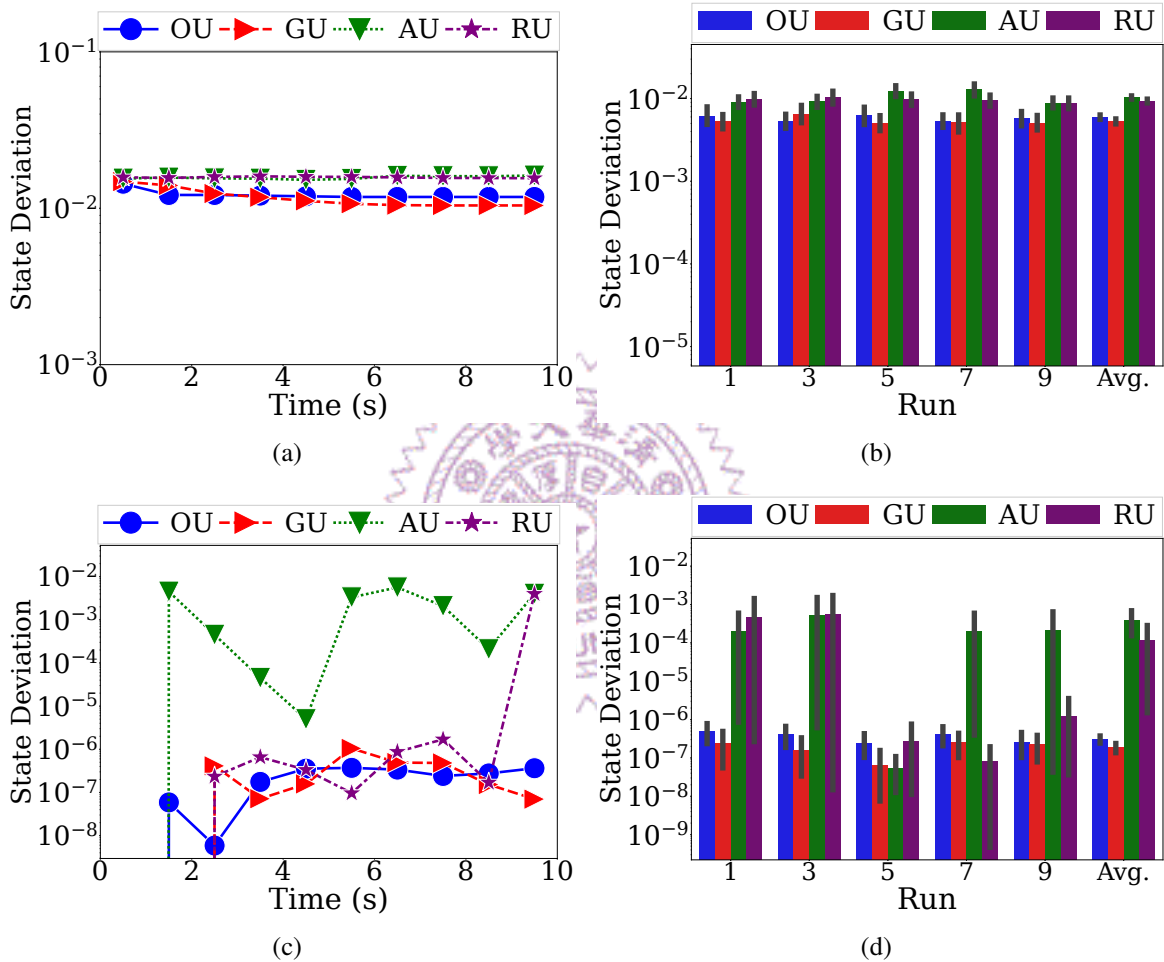 OU GU AU RU
10⁻¹
10⁻²
10⁻³
State Deviation
0 2 4 6 8 10
Time (s)
(a)
OU GU AU RU
10⁻²
10⁻³
10⁻⁴
10⁻⁵
State Deviation
1 3 5 7 9 Avg.
Run
(b)
OU GU AU RU
10⁻²
10⁻³
10⁻⁴
10⁻⁵
10⁻⁶
10⁻⁷
10⁻⁸
State Deviation
0 2 4 6 8 10
Time (s)
(c)
OU GU AU RU
10⁻²
10⁻³
10⁻⁴
10⁻⁵
10⁻⁶
10⁻⁷
10⁻⁸
10⁻⁹
State Deviation
1 3 5 7 9 Avg.
Run
(d)